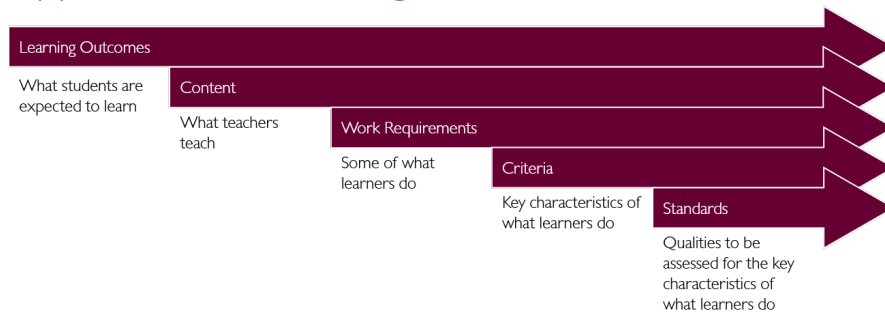 Learning Outcomes
What students are
expected to learn
Content
What teachers
teach
Work Requirements
Some of what
learners do
Criteria
Key characteristics of
what learners do
Standards
Qualities to be
assessed for the key
characteristics of
what learners do